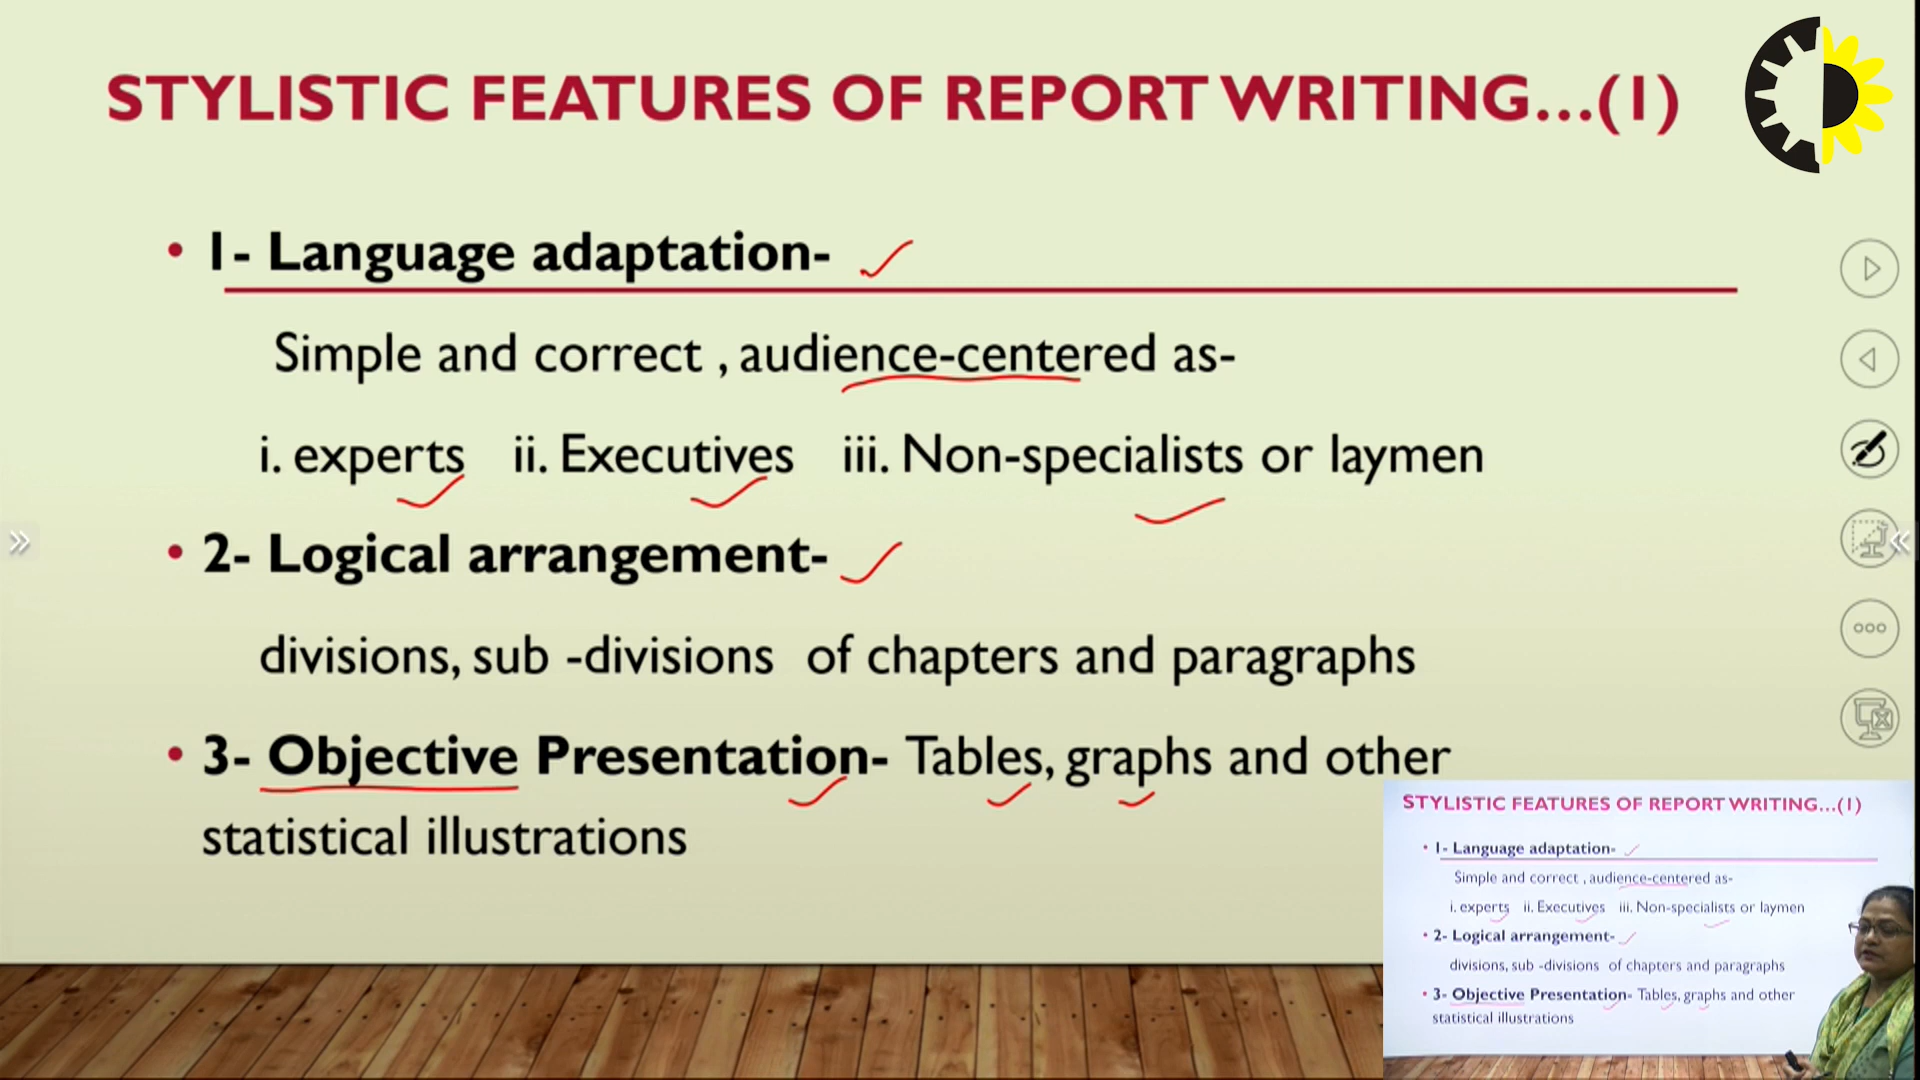 STYLISTIC FEATURES OF REPORT WRITING...(1)
• 1- Language adaptation-
Simple and correct , audience-centered as-
i. experts ii. Executives iii. Non-specialists or laymen
• 2- Logical arrangement-
divisions, sub -divisions of chapters and paragraphs
• 3- Objective Presentation- Tables, graphs and other
statistical illustrations
STYLISTIC FEATURES OF REPORT WRITING...(1)
• 1- Language adaptation-
Simple and correct , audience-centered as-
i. experts ii. Executives iii. Non-specialists or laymen
• 2- Logical arrangement-
divisions, sub -divisions of chapters and paragraphs
• 3- Objective Presentation- Tables, graphs and other
statistical illustrations